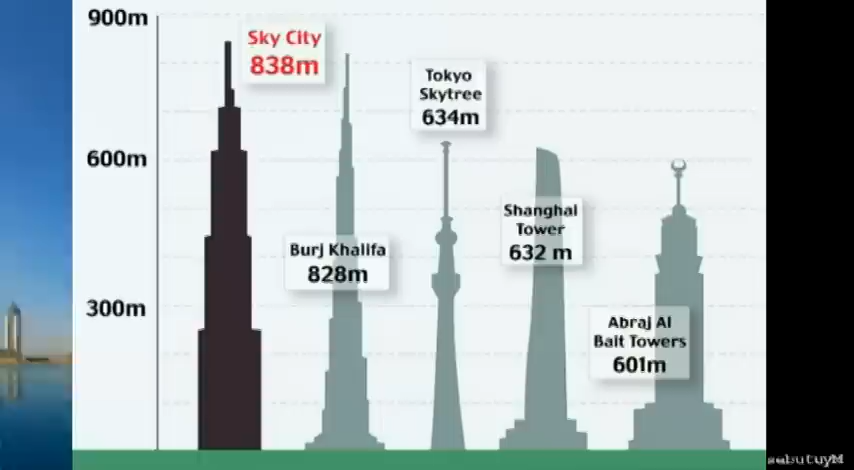 900m
Sky City
838m
Tokyo
Skytree
634m
600m
Shanghai
Tower
632 m
Burj Khalifa
828m
300m
Abraj Al
Bait Towers
601m
sebutuyM